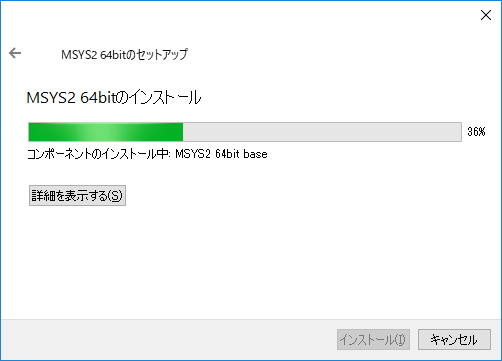 MSYS2 64bitのセットアップ
MSYS2 64bitのインストール
36%
コンポーネントのインストール中: MSYS2 64bit base
詳細を表示する(S)
インストール(I)
キャンセル